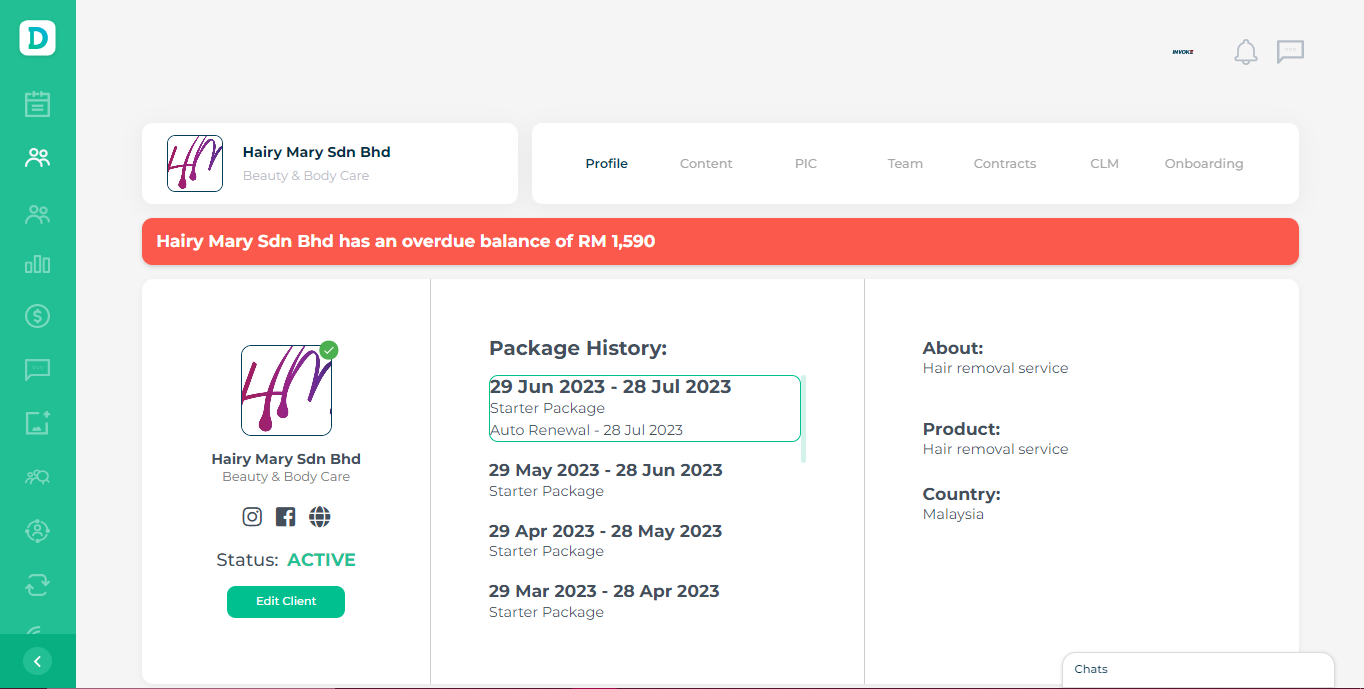 D
INVOKE
Hairy Mary Sdn Bhd
Beauty & Body Care
Profile
Content
PIC
Team
Contracts
CLM
Onboarding
Hairy Mary Sdn Bhd has an overdue balance of RM 1,590
HM
Hairy Mary Sdn Bhd
Beauty & Body Care
Status: ACTIVE
Edit Client
Package History:
29 Jun 2023 - 28 Jul 2023
Starter Package
Auto Renewal - 28 Jul 2023
29 May 2023 - 28 Jun 2023
Starter Package
29 Apr 2023 - 28 May 2023
Starter Package
29 Mar 2023 - 28 Apr 2023
Starter Package
About:
Hair removal service
Product:
Hair removal service
Country:
Malaysia
Chats